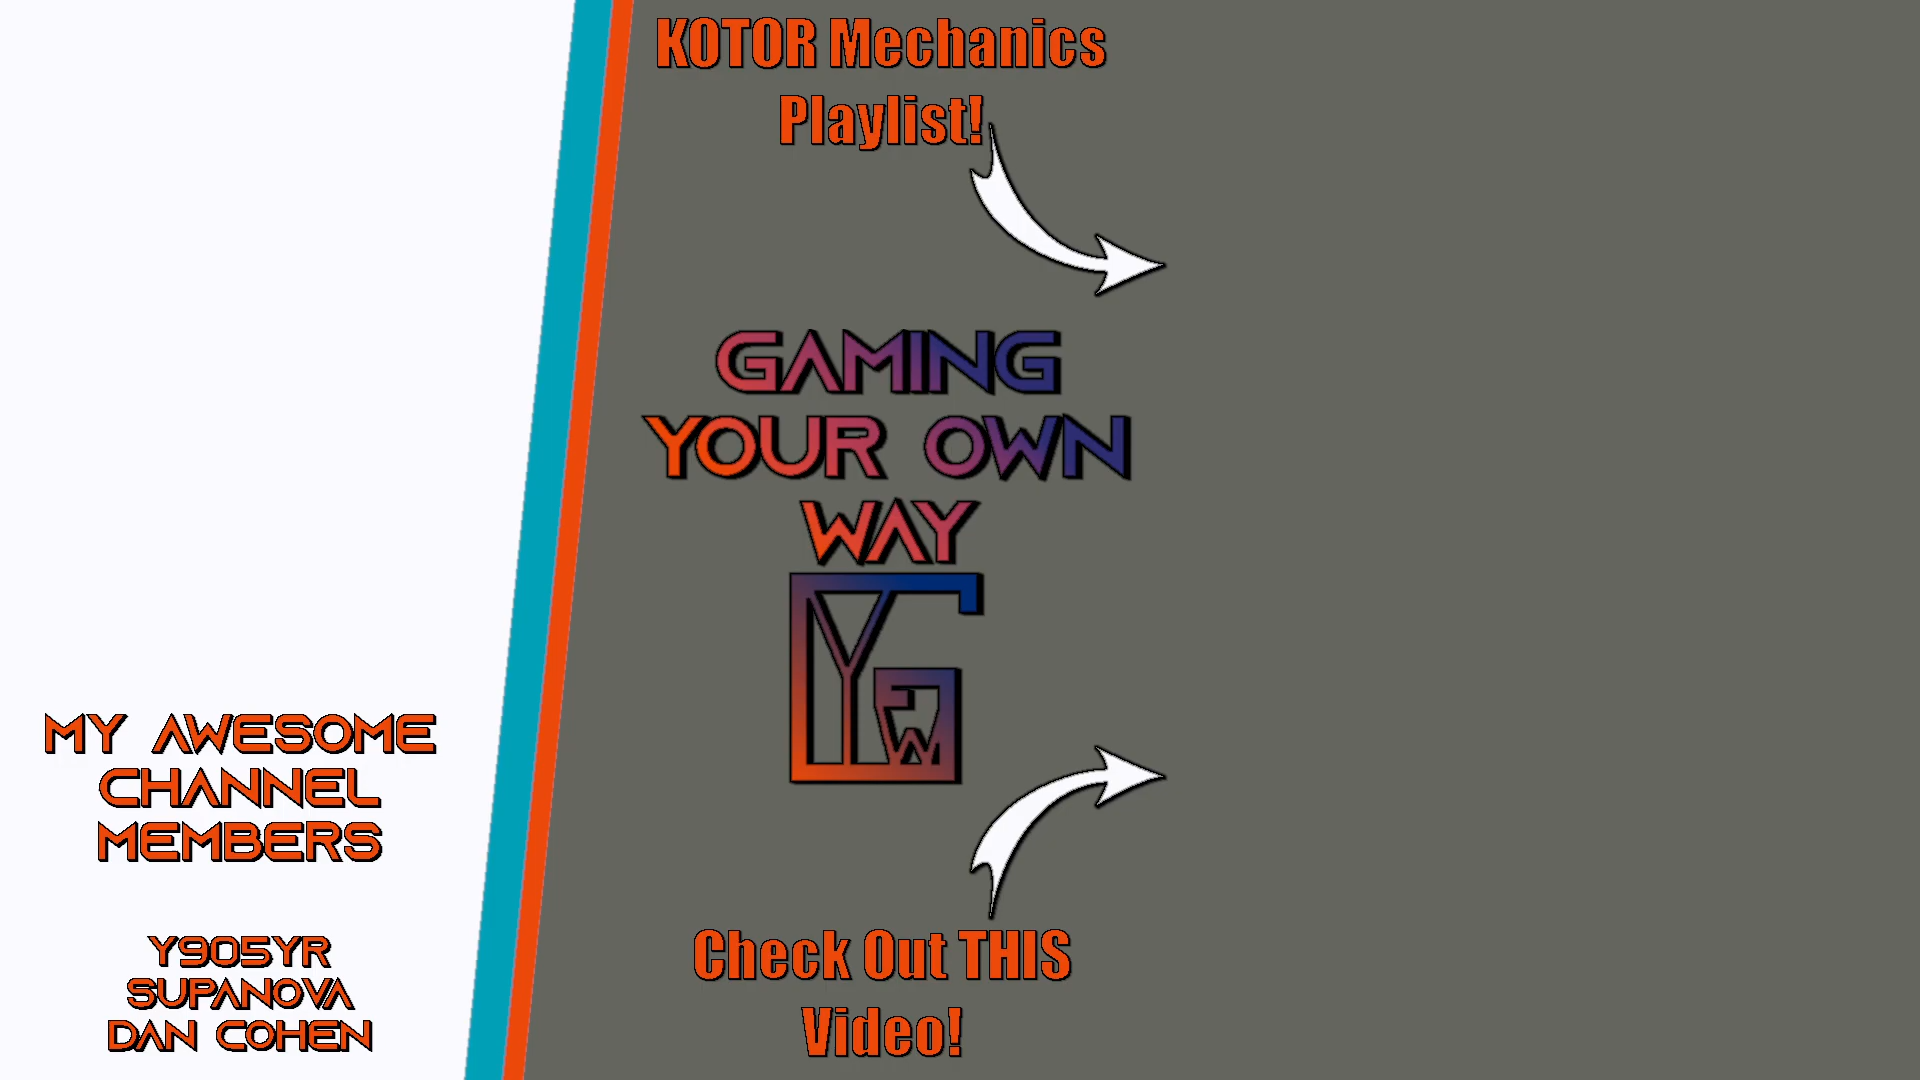 KOTOR Mechanics
Playlist!
GAMING
YOUR OWN
WAY
MY AWESOME
CHANNEL
MEMBERS
Y905YR
SUPANOVA
DAN COHEN
Check Out THIS
Video!